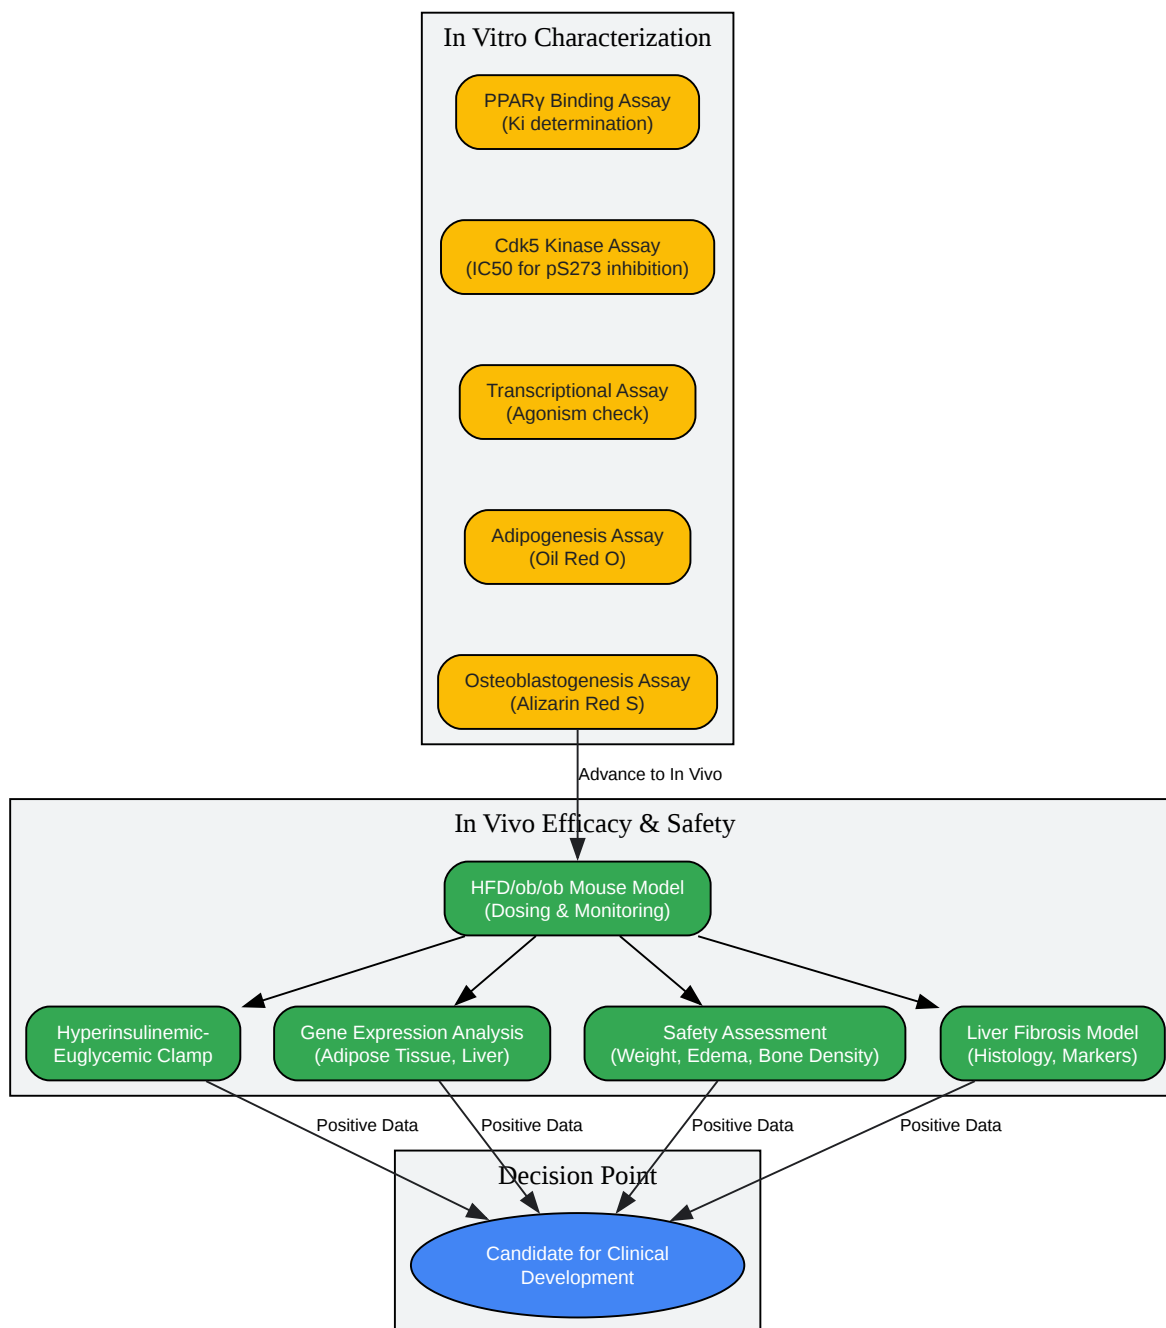 In Vitro Characterization
PPARγ Binding Assay
(Ki determination)
Cdk5 Kinase Assay
(IC50 for pS273 inhibition)
Transcriptional Assay
(Agonism check)
Adipogenesis Assay
(Oil Red O)
Osteoblastogenesis Assay
(Alizarin Red S)
Advance to In Vivo
In Vivo Efficacy & Safety
HFD/ob/ob Mouse Model
(Dosing & Monitoring)
Hyperinsulinemic-
Euglycemic Clamp
Gene Expression Analysis
(Adipose Tissue, Liver)
Safety Assessment
(Weight, Edema, Bone Density)
Liver Fibrosis Model
(Histology, Markers)
Positive Data
Positive Data
Positive Data
Positive Data
Decision Point
Candidate for Clinical
Development